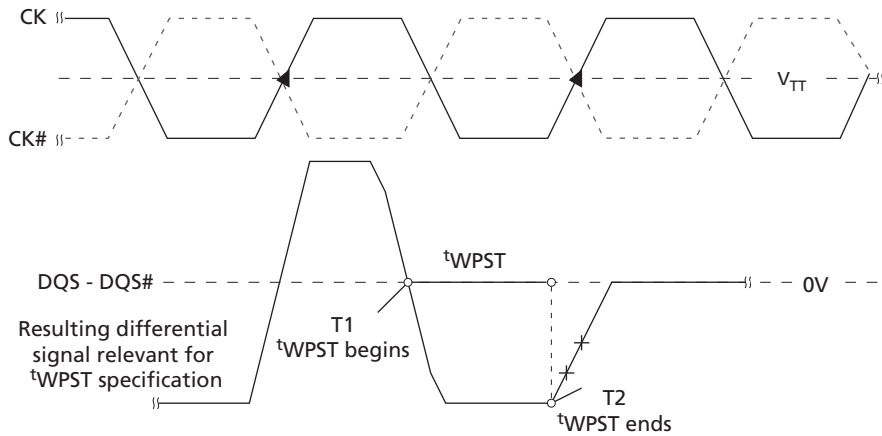 CK
V_TT
CK#
tWPST
DQS - DQS#
0V
T1
tWPST begins
Resulting differential
signal relevant for
tWPST specification
T2
tWPST ends